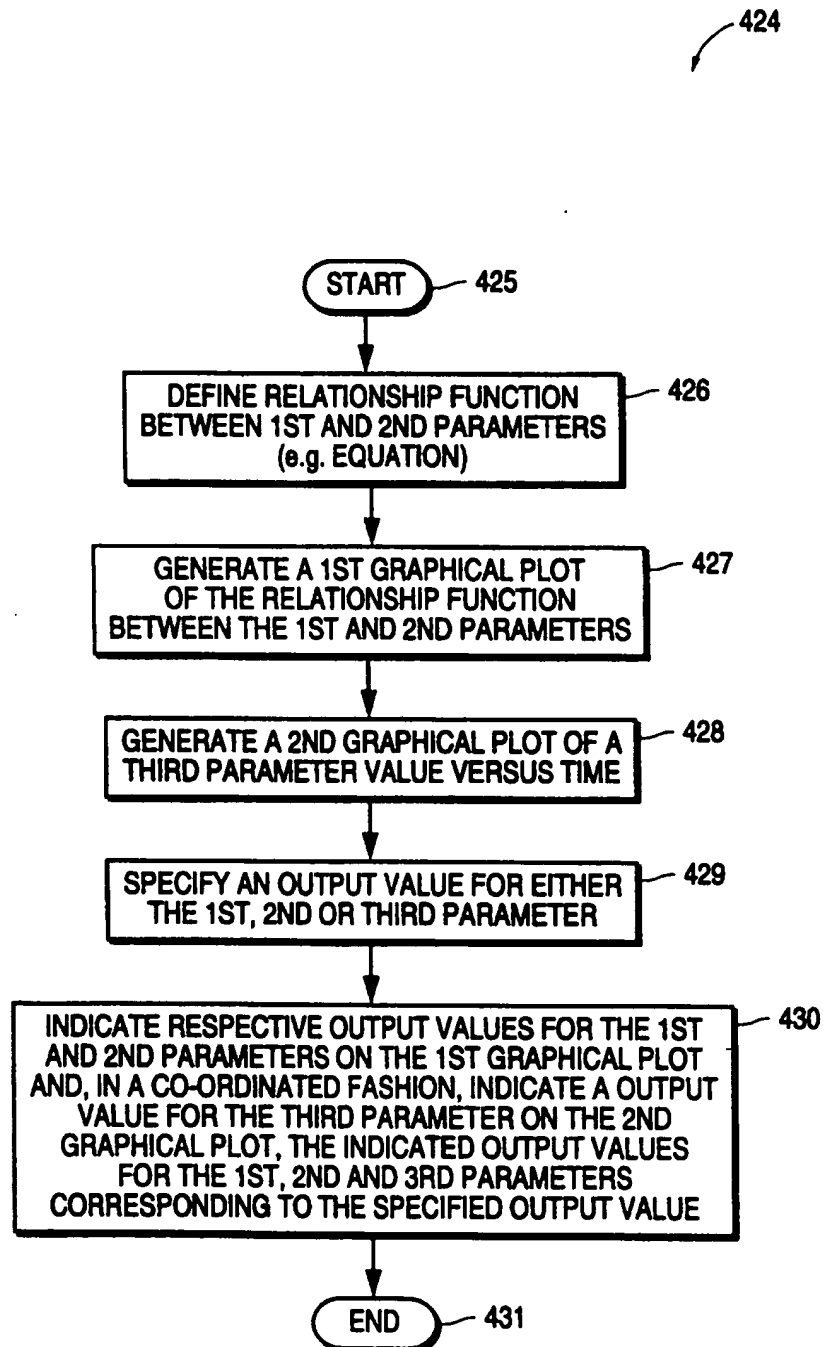 424
START
425
DEFINE RELATIONSHIP FUNCTION
BETWEEN 1ST AND 2ND PARAMETERS
(e.g. EQUATION)
426
GENERATE A 1ST GRAPHICAL PLOT
OF THE RELATIONSHIP FUNCTION
BETWEEN THE 1ST AND 2ND PARAMETERS
427
GENERATE A 2ND GRAPHICAL PLOT OF A
THIRD PARAMETER VALUE VERSUS TIME
428
SPECIFY AN OUTPUT VALUE FOR EITHER
THE 1ST, 2ND OR THIRD PARAMETER
429
INDICATE RESPECTIVE OUTPUT VALUES FOR THE 1ST
AND 2ND PARAMETERS ON THE 1ST GRAPHICAL PLOT
AND, IN A CO-ORDINATED FASHION, INDICATE A OUTPUT
VALUE FOR THE THIRD PARAMETER ON THE 2ND
GRAPHICAL PLOT, THE INDICATED OUTPUT VALUES
FOR THE 1ST, 2ND AND 3RD PARAMETERS
CORRESPONDING TO THE SPECIFIED OUTPUT VALUE
430
END
431